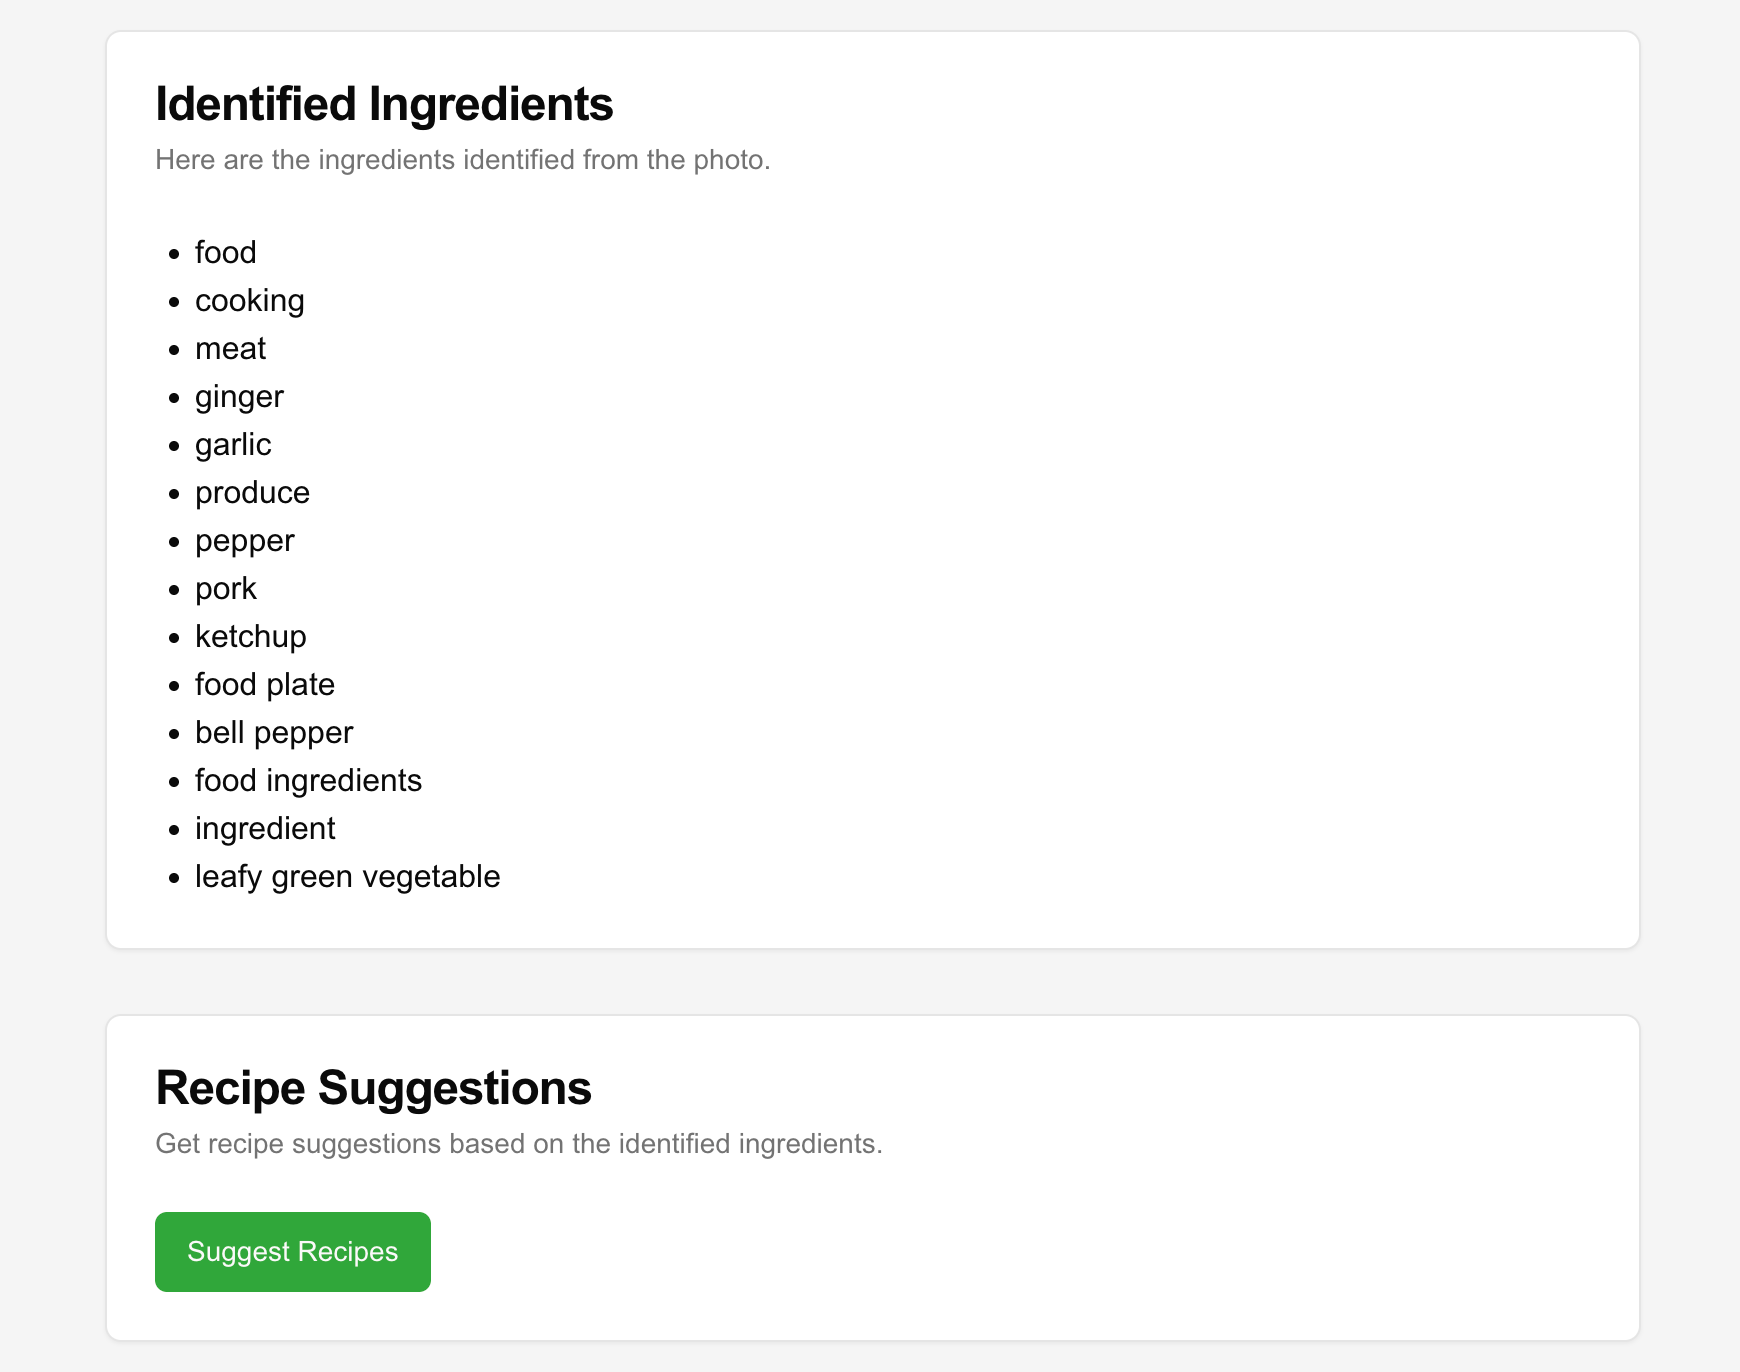 Identified Ingredients
Here are the ingredients identified from the photo.
food
cooking
meat
ginger
garlic
produce
pepper
pork
ketchup
food plate
bell pepper
food ingredients
ingredient
leafy green vegetable
Recipe Suggestions
Get recipe suggestions based on the identified ingredients.
Suggest Recipes